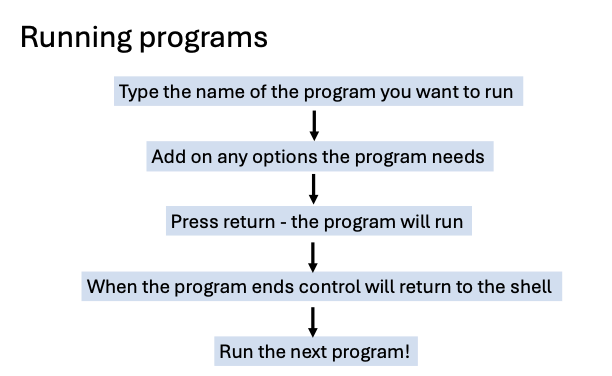 Running programs
Type the name of the program you want to run
Add on any options the program needs
Press return - the program will run
When the program ends control will return to the shell
Run the next program!